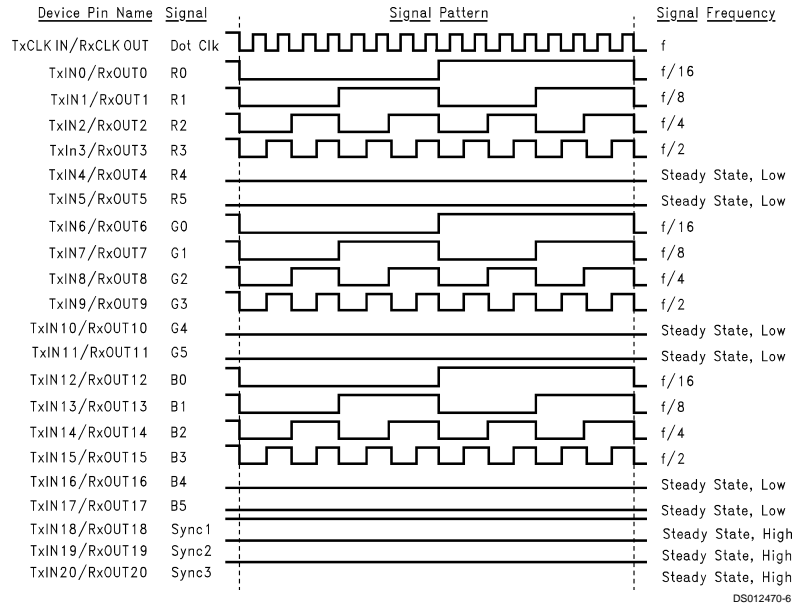 Device Pin Name Signal Signal Pattern Signal Frequency
TxCLK IN/RxCLK OUT Dot Clk f
TxIN0/RxOUT0 R0 f/16
TxIN1/RxOUT1 R1 f/8
TxIN2/RxOUT2 R2 f/4
TxIn3/RxOUT3 R3 f/2
TxIN4/RxOUT4 R4 Steady State, Low
TxIN5/RxOUT5 R5 Steady State, Low
TxIN6/RxOUT6 G0 f/16
TxIN7/RxOUT7 G1 f/8
TxIN8/RxOUT8 G2 f/4
TxIN9/RxOUT9 G3 f/2
TxIN10/RxOUT10 G4 Steady State, Low
TxIN11/RxOUT11 G5 Steady State, Low
TxIN12/RxOUT12 B0 f/16
TxIN13/RxOUT13 B1 f/8
TxIN14/RxOUT14 B2 f/4
TxIN15/RxOUT15 B3 f/2
TxIN16/RxOUT16 B4 Steady State, Low
TxIN17/RxOUT17 B5 Steady State, Low
TxIN18/RxOUT18 Sync1 Steady State, High
TxIN19/RxOUT19 Sync2 Steady State, High
TxIN20/RxOUT20 Sync3 Steady State, High
DS012470-6